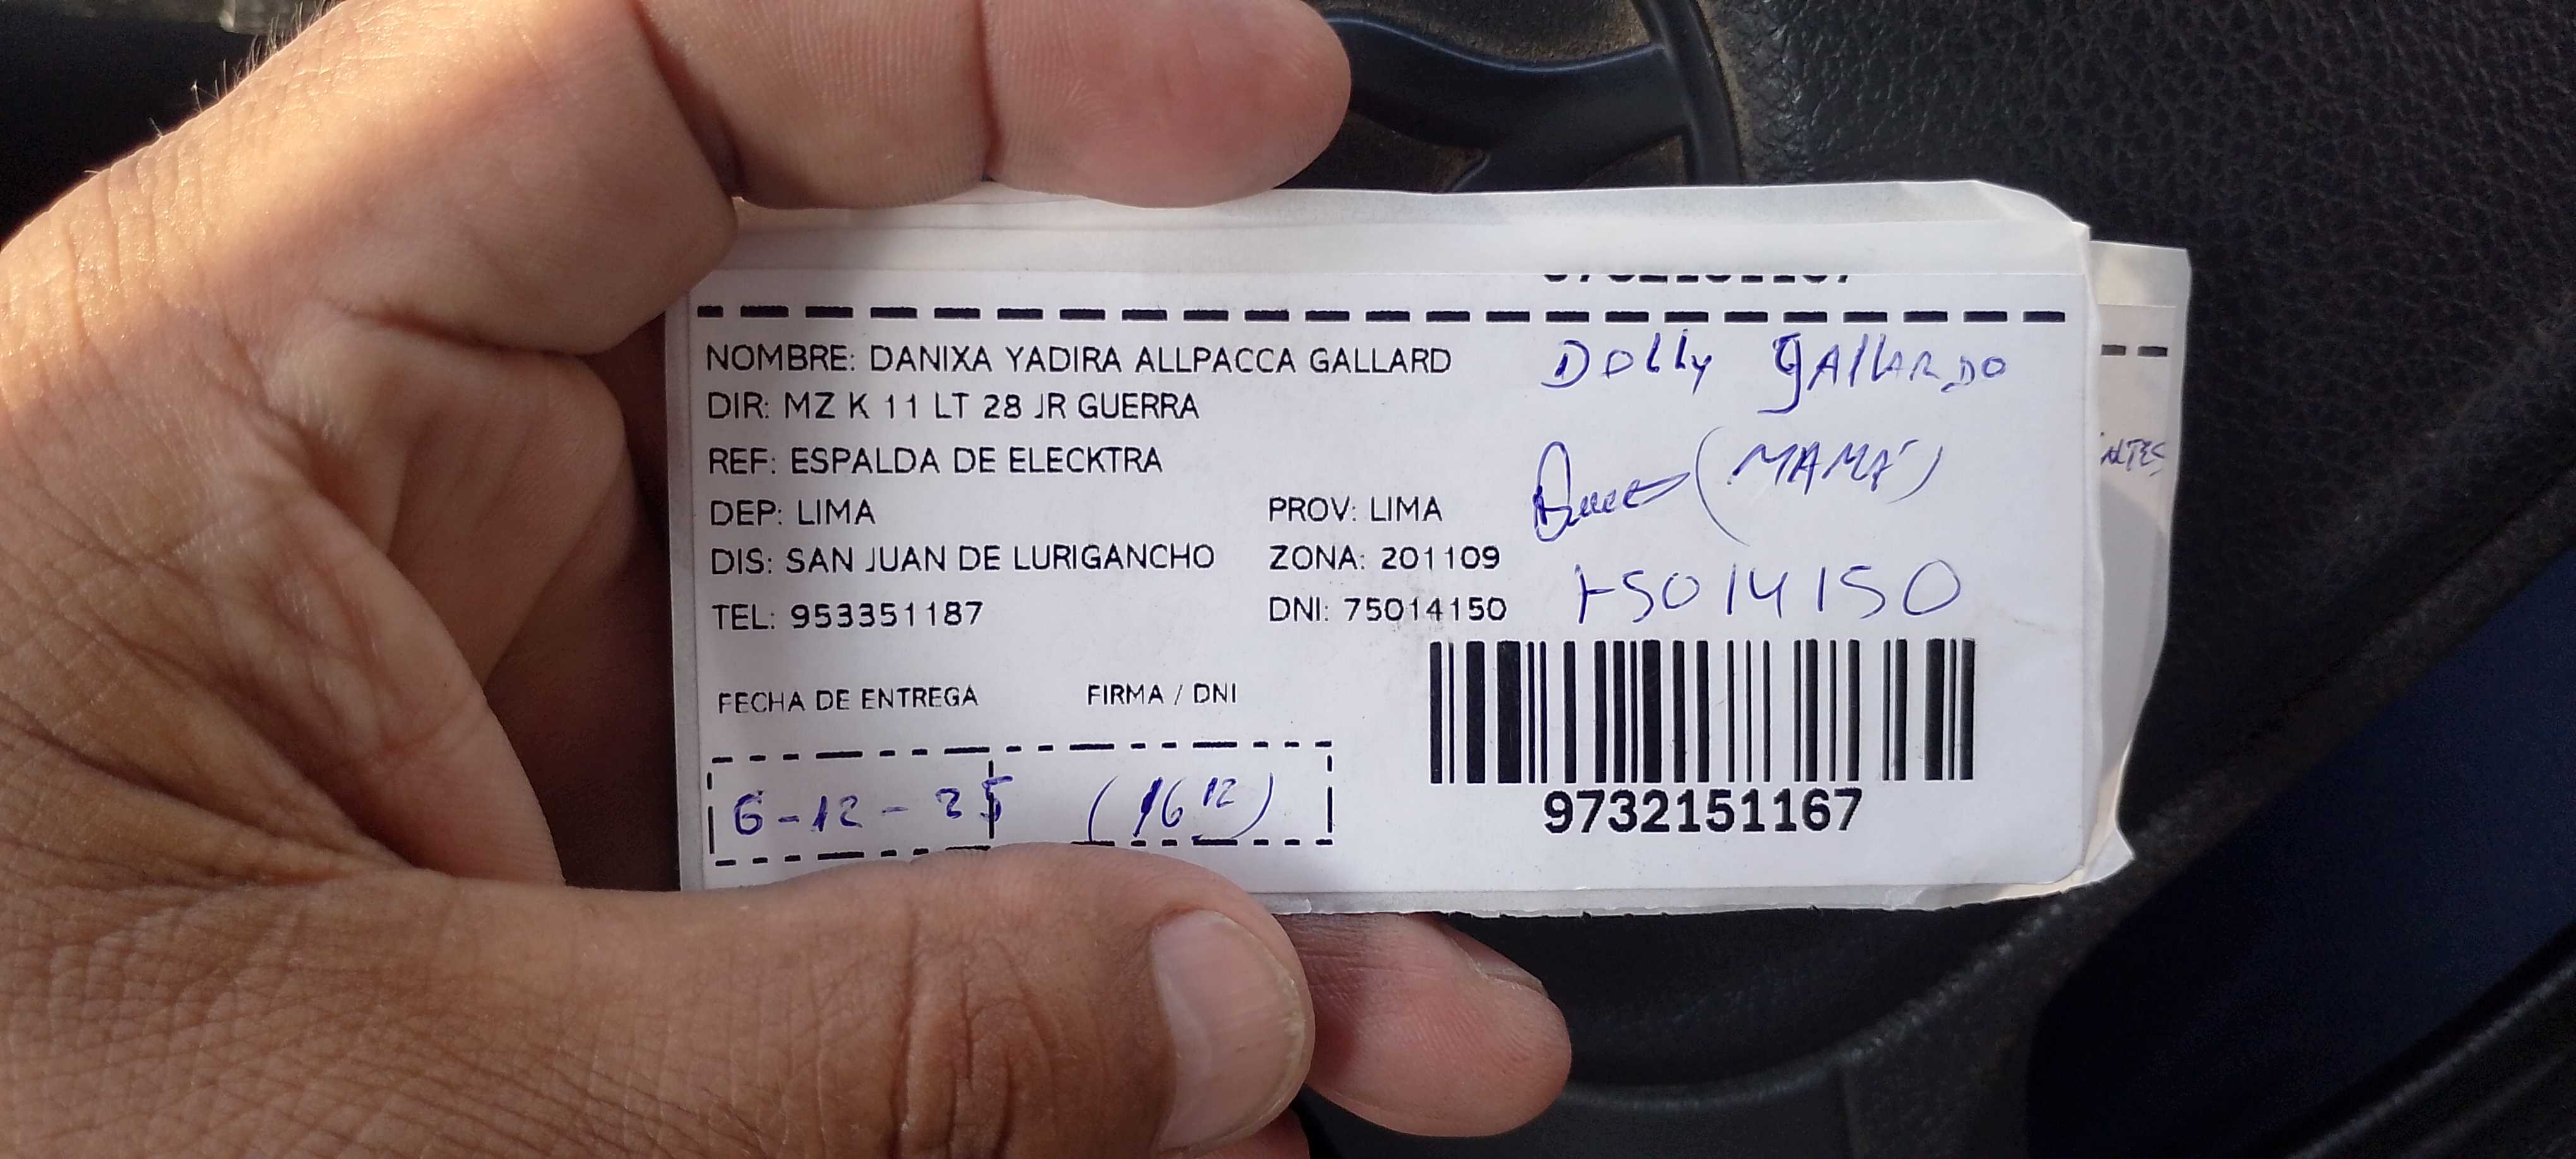 NOMBRE: DANIXA YADIRA ALLPACCA GALLARD
Dolly GALLARDO
DIR: MZ K 11 LT 28 JR GUERRA
REF: ESPALDA DE ELECKTRA
(MAMÁ)
DEP: LIMA PROV: LIMA
DIS: SAN JUAN DE LURIGANCHO ZONA: 201109
TEL: 953351187 DNI: 75014150
75014150
FECHA DE ENTREGA FIRMA / DNI
6-12-25 (16 12)
9732151167